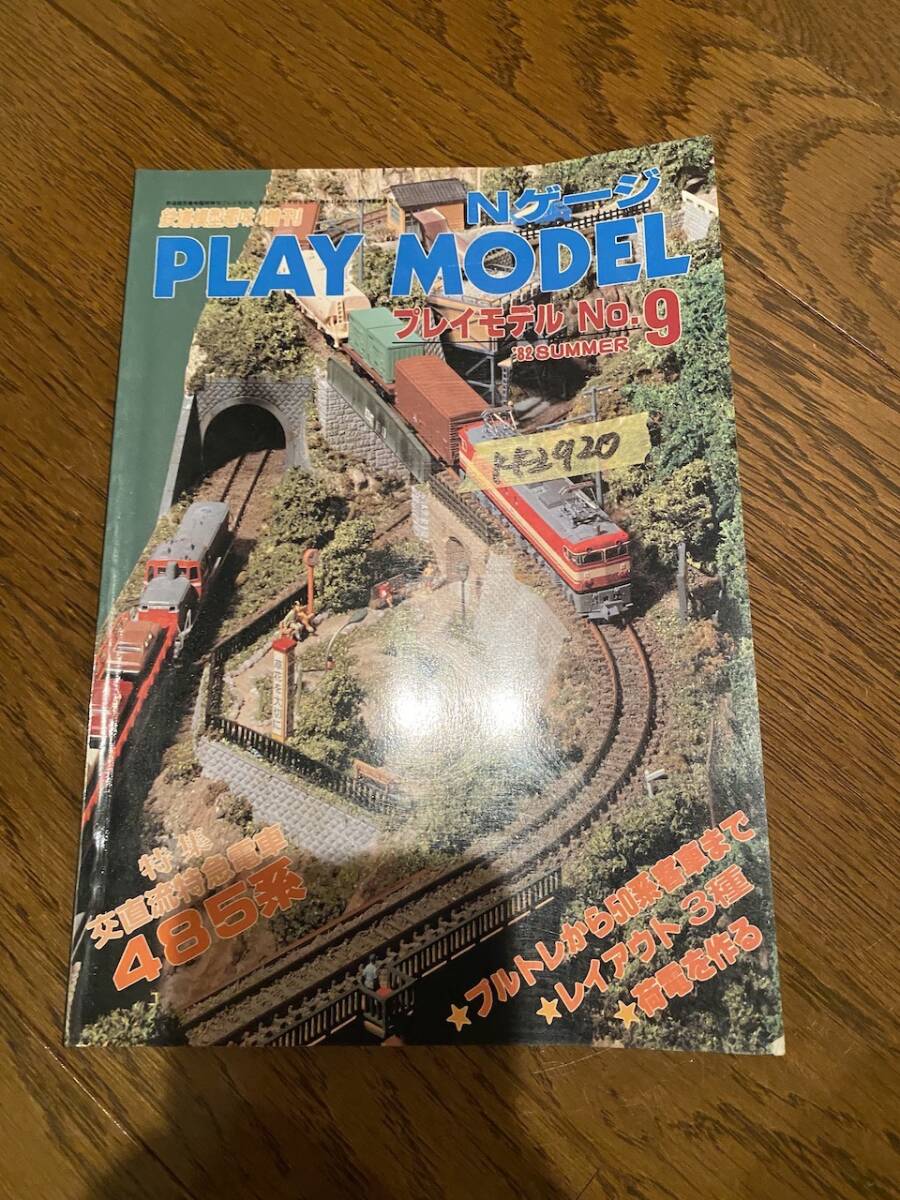 鉄道模型趣味増刊
Nゲージ
PLAY MODEL
プレイモデル No.9
'82 SUMMER
H52920
特集
交直流特急電車
485系
★フルトレから50系客車まで
★レイアウト3種
★荷電を作る